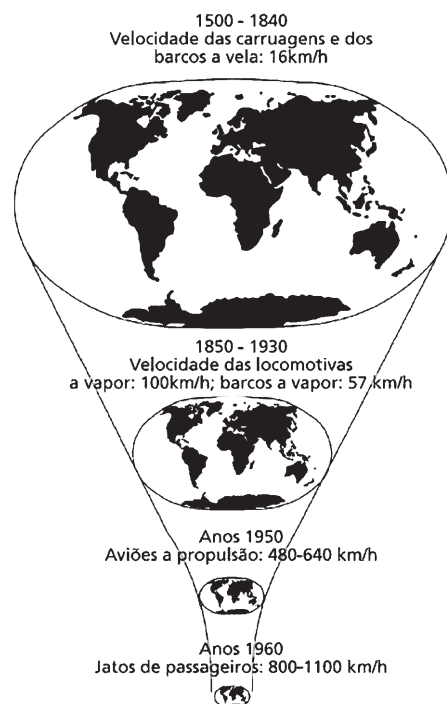 1500 - 1840
Velocidade das carruagens e dos
barcos a vela: 16km/h
1850 - 1930
Velocidade das locomotivas
a vapor: 100km/h; barcos a vapor: 57 km/h
Anos 1950
Aviões a propulsão: 480-640 km/h
Anos 1960
Jatos de passageiros: 800-1100 km/h